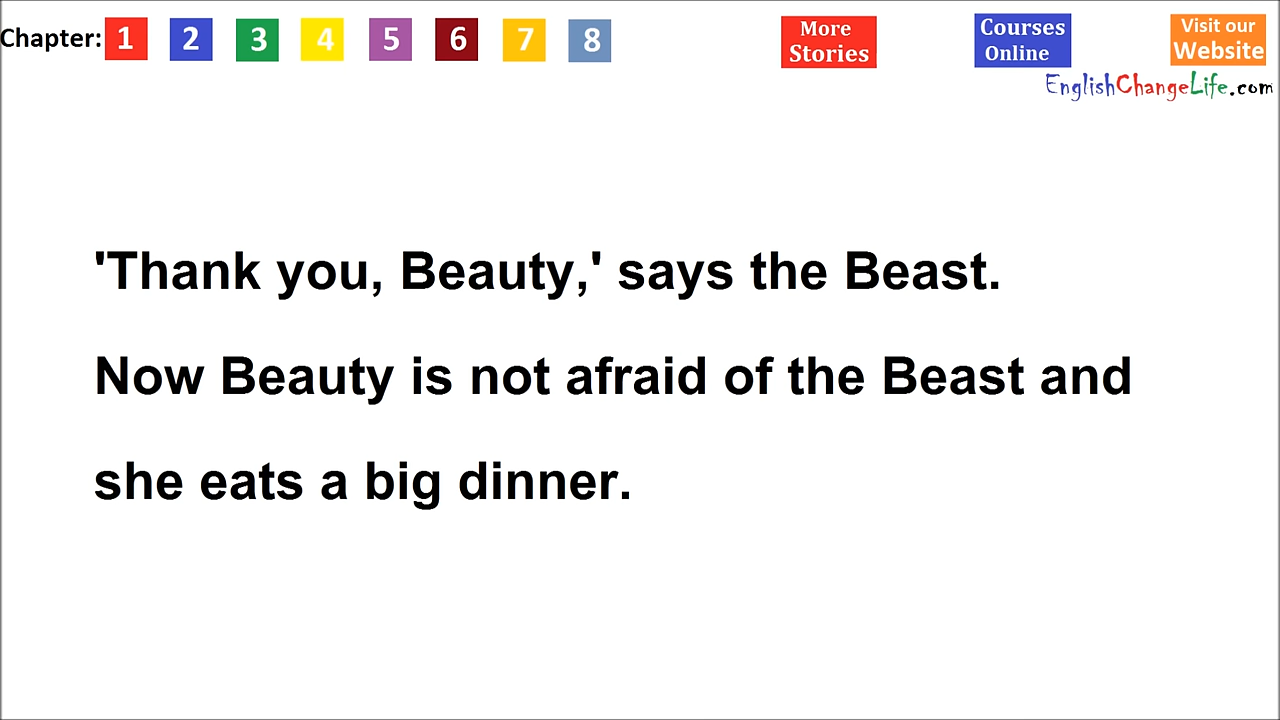 Chapter: 1 2 3 4 5 6 7 8
More
Stories
Courses
Online
Visit our
Website
EnglishChangeLife.com
'Thank you, Beauty,' says the Beast.
Now Beauty is not afraid of the Beast and
she eats a big dinner.